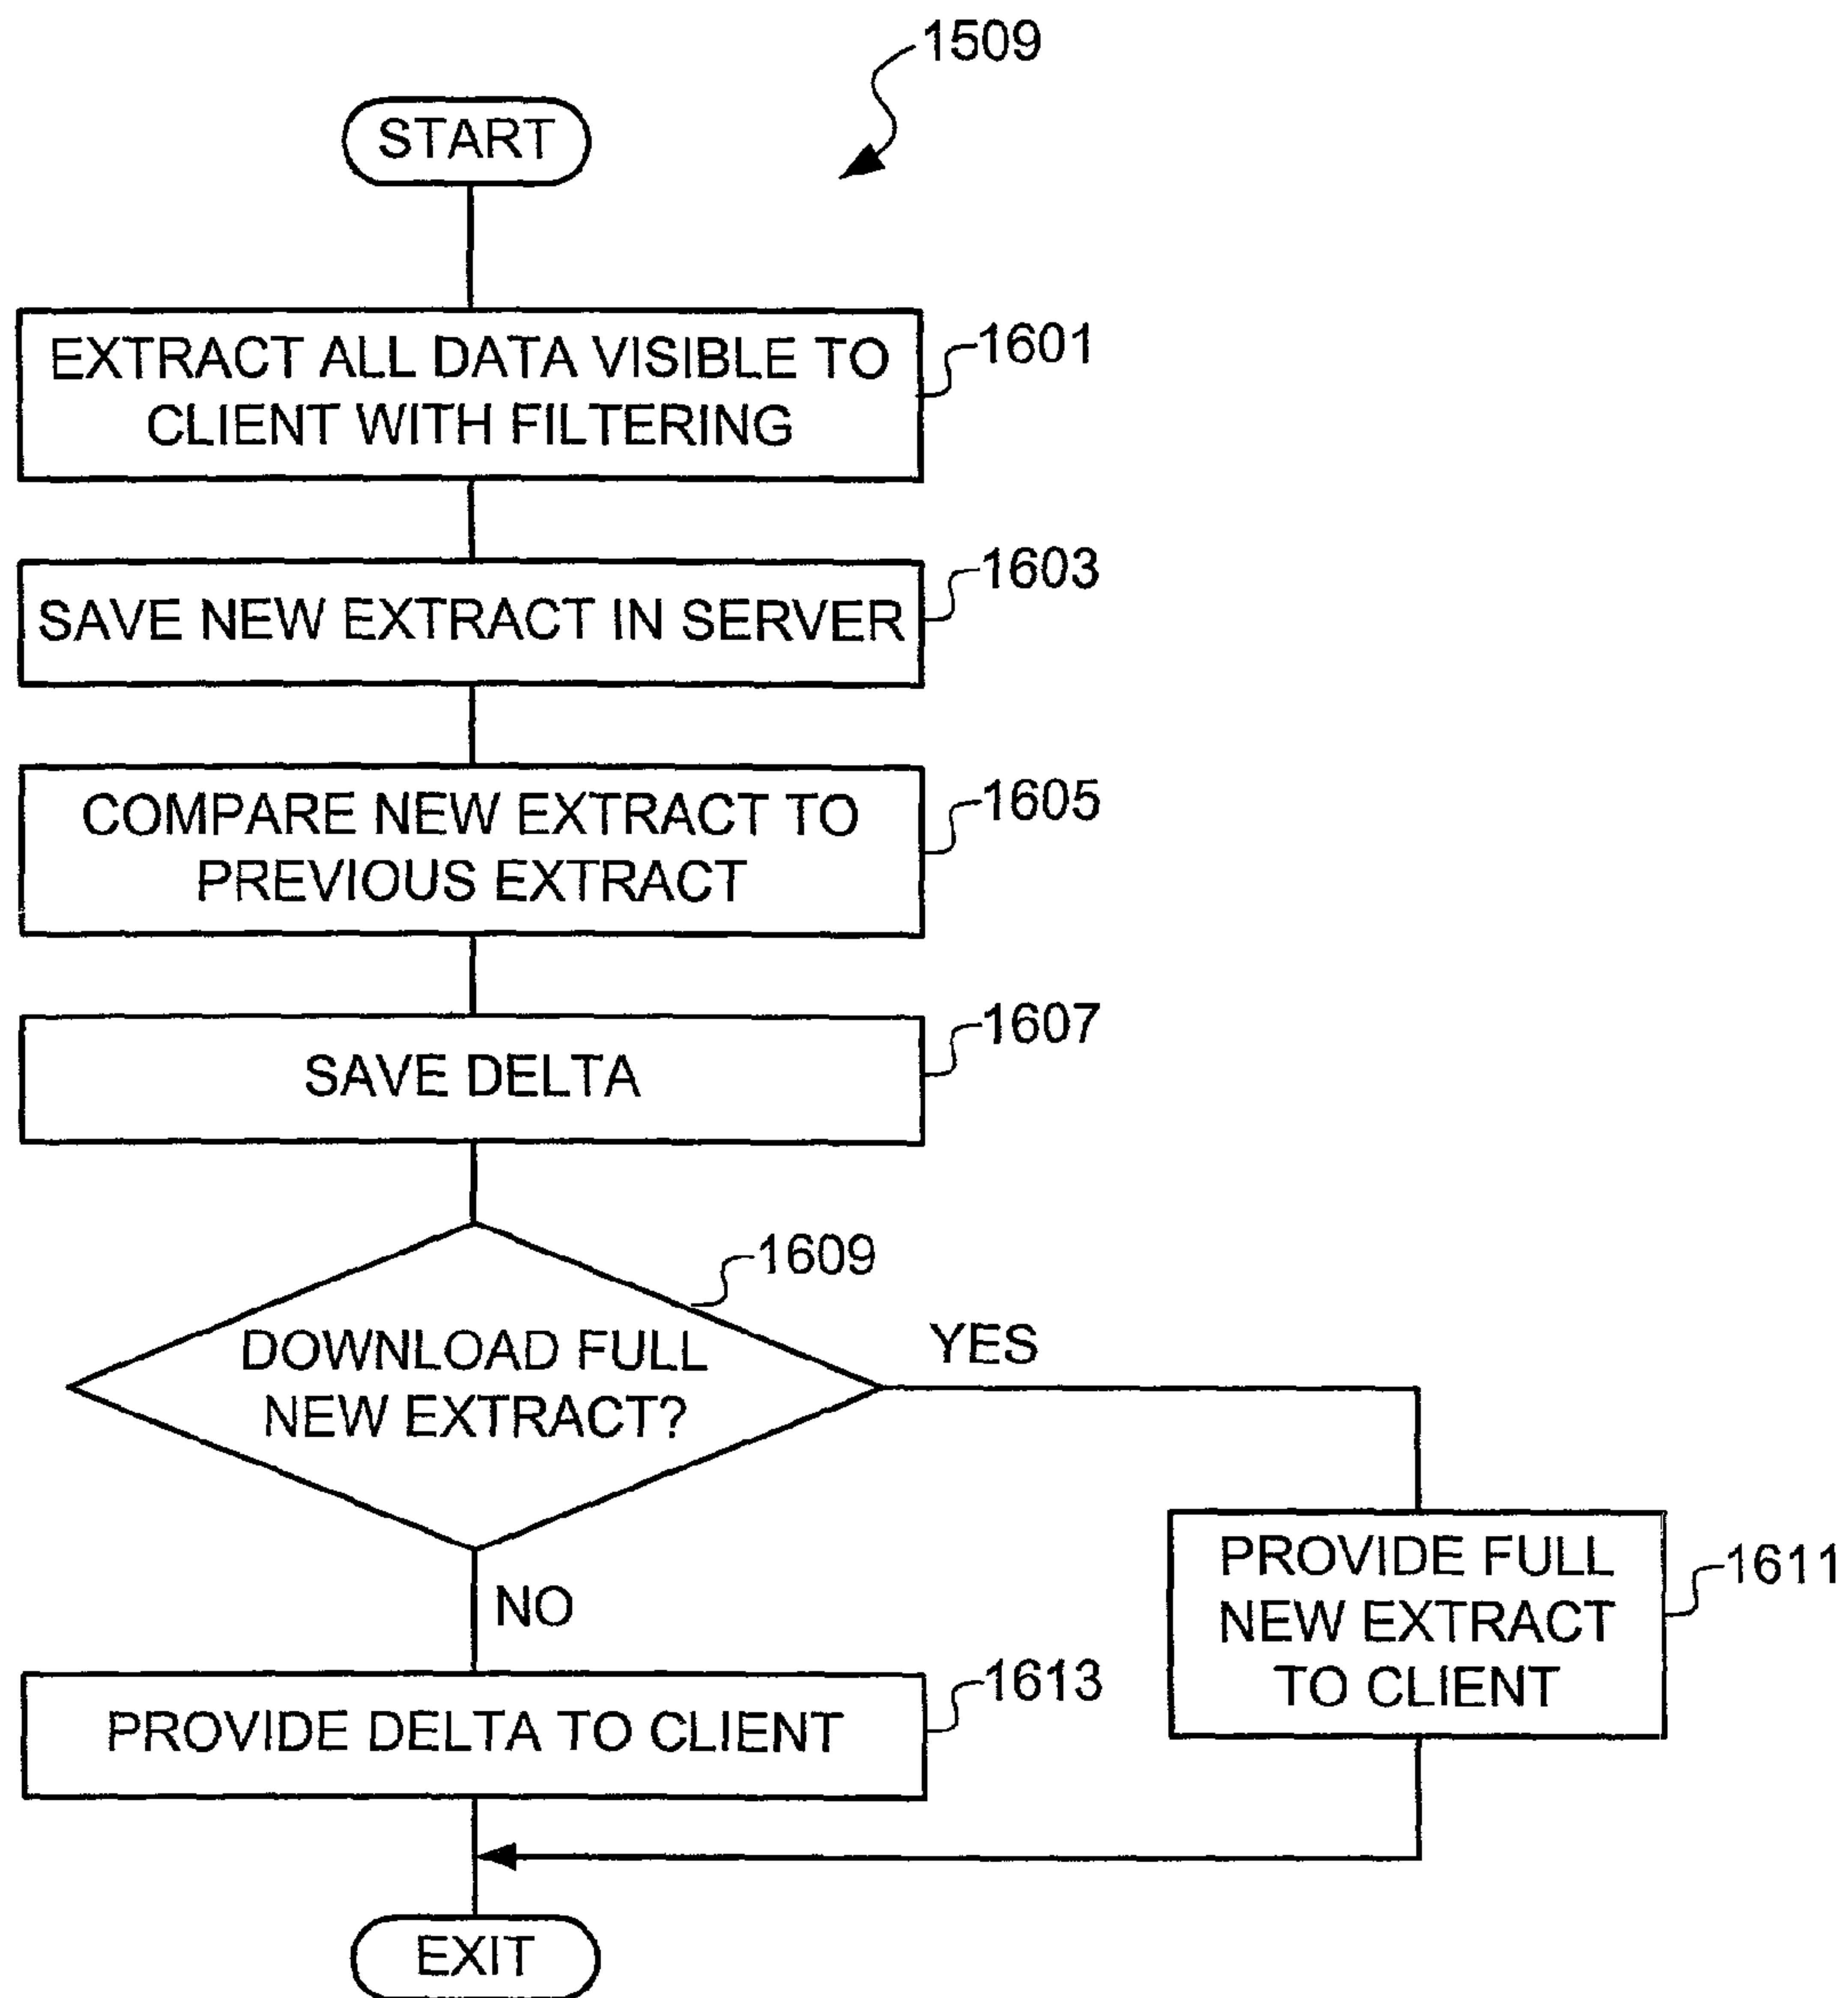 1509
START
EXTRACT ALL DATA VISIBLE TO
CLIENT WITH FILTERING
1601
SAVE NEW EXTRACT IN SERVER
1603
COMPARE NEW EXTRACT TO
PREVIOUS EXTRACT
1605
SAVE DELTA
1607
1609
DOWNLOAD FULL
NEW EXTRACT?
YES
NO
PROVIDE FULL
NEW EXTRACT
TO CLIENT
1611
PROVIDE DELTA TO CLIENT
1613
EXIT